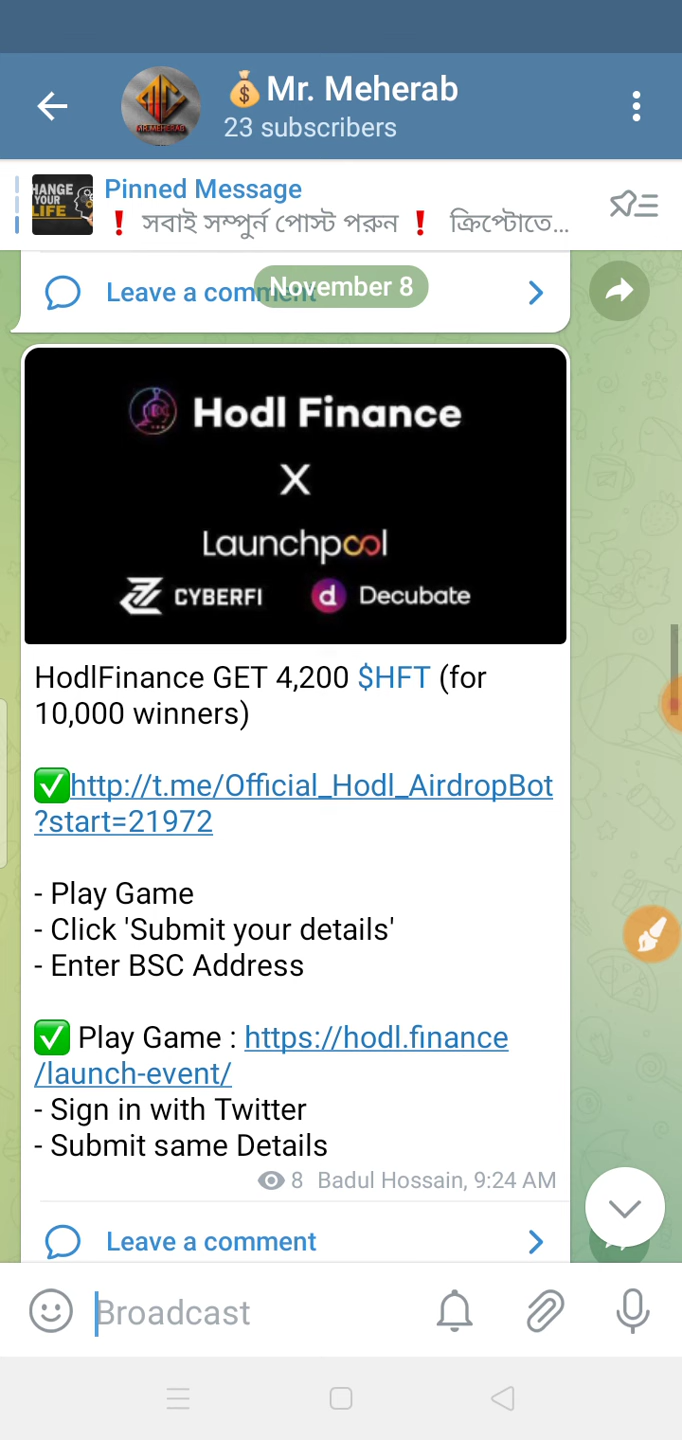 💰Mr. Meherab
23 subscribers
HANGE
YOUR
LIFE
Pinned Message
❗ সবাই সম্পুর্ন পোস্ট পরুন ❗ ক্রিপ্টোতে...
Leave a comment
November 8
Hodl Finance
X
Launchpool
CYBERFI
d Decubate
HodlFinance GET 4,200 $HFT (for
10,000 winners)
✅http://t.me/Official_Hodl_AirdropBot
?start=21972
- Play Game
- Click 'Submit your details'
- Enter BSC Address
✅ Play Game : https://hodl.finance
/launch-event/
- Sign in with Twitter
- Submit same Details
8 Badul Hossain, 9:24 AM
Leave a comment
Broadcast